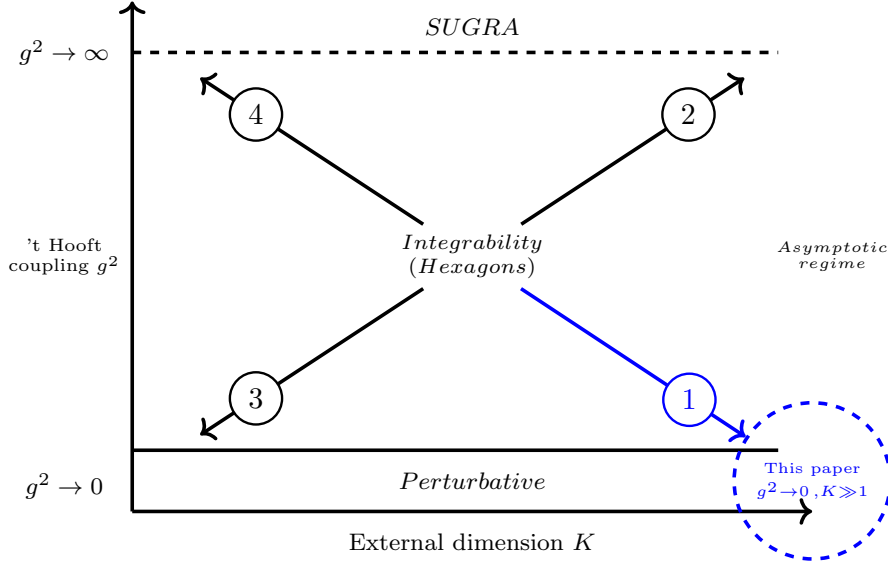 SUGRA
g² → ∞
4
2
't Hooft
coupling g²
Integrability
(Hexagons)
Asymptotic
regime
3
1
This paper
g²→0 , K≫1
g² → 0
Perturbative
External dimension K